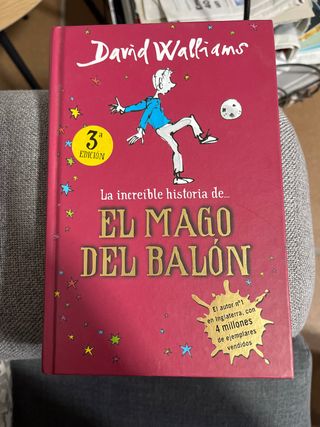 David Walliams
3ª
EDICIÓN
La increíble historia de...
EL MAGO
DEL BALÓN
El autor nº1
en Inglaterra, con
4 millones
de ejemplares
vendidos